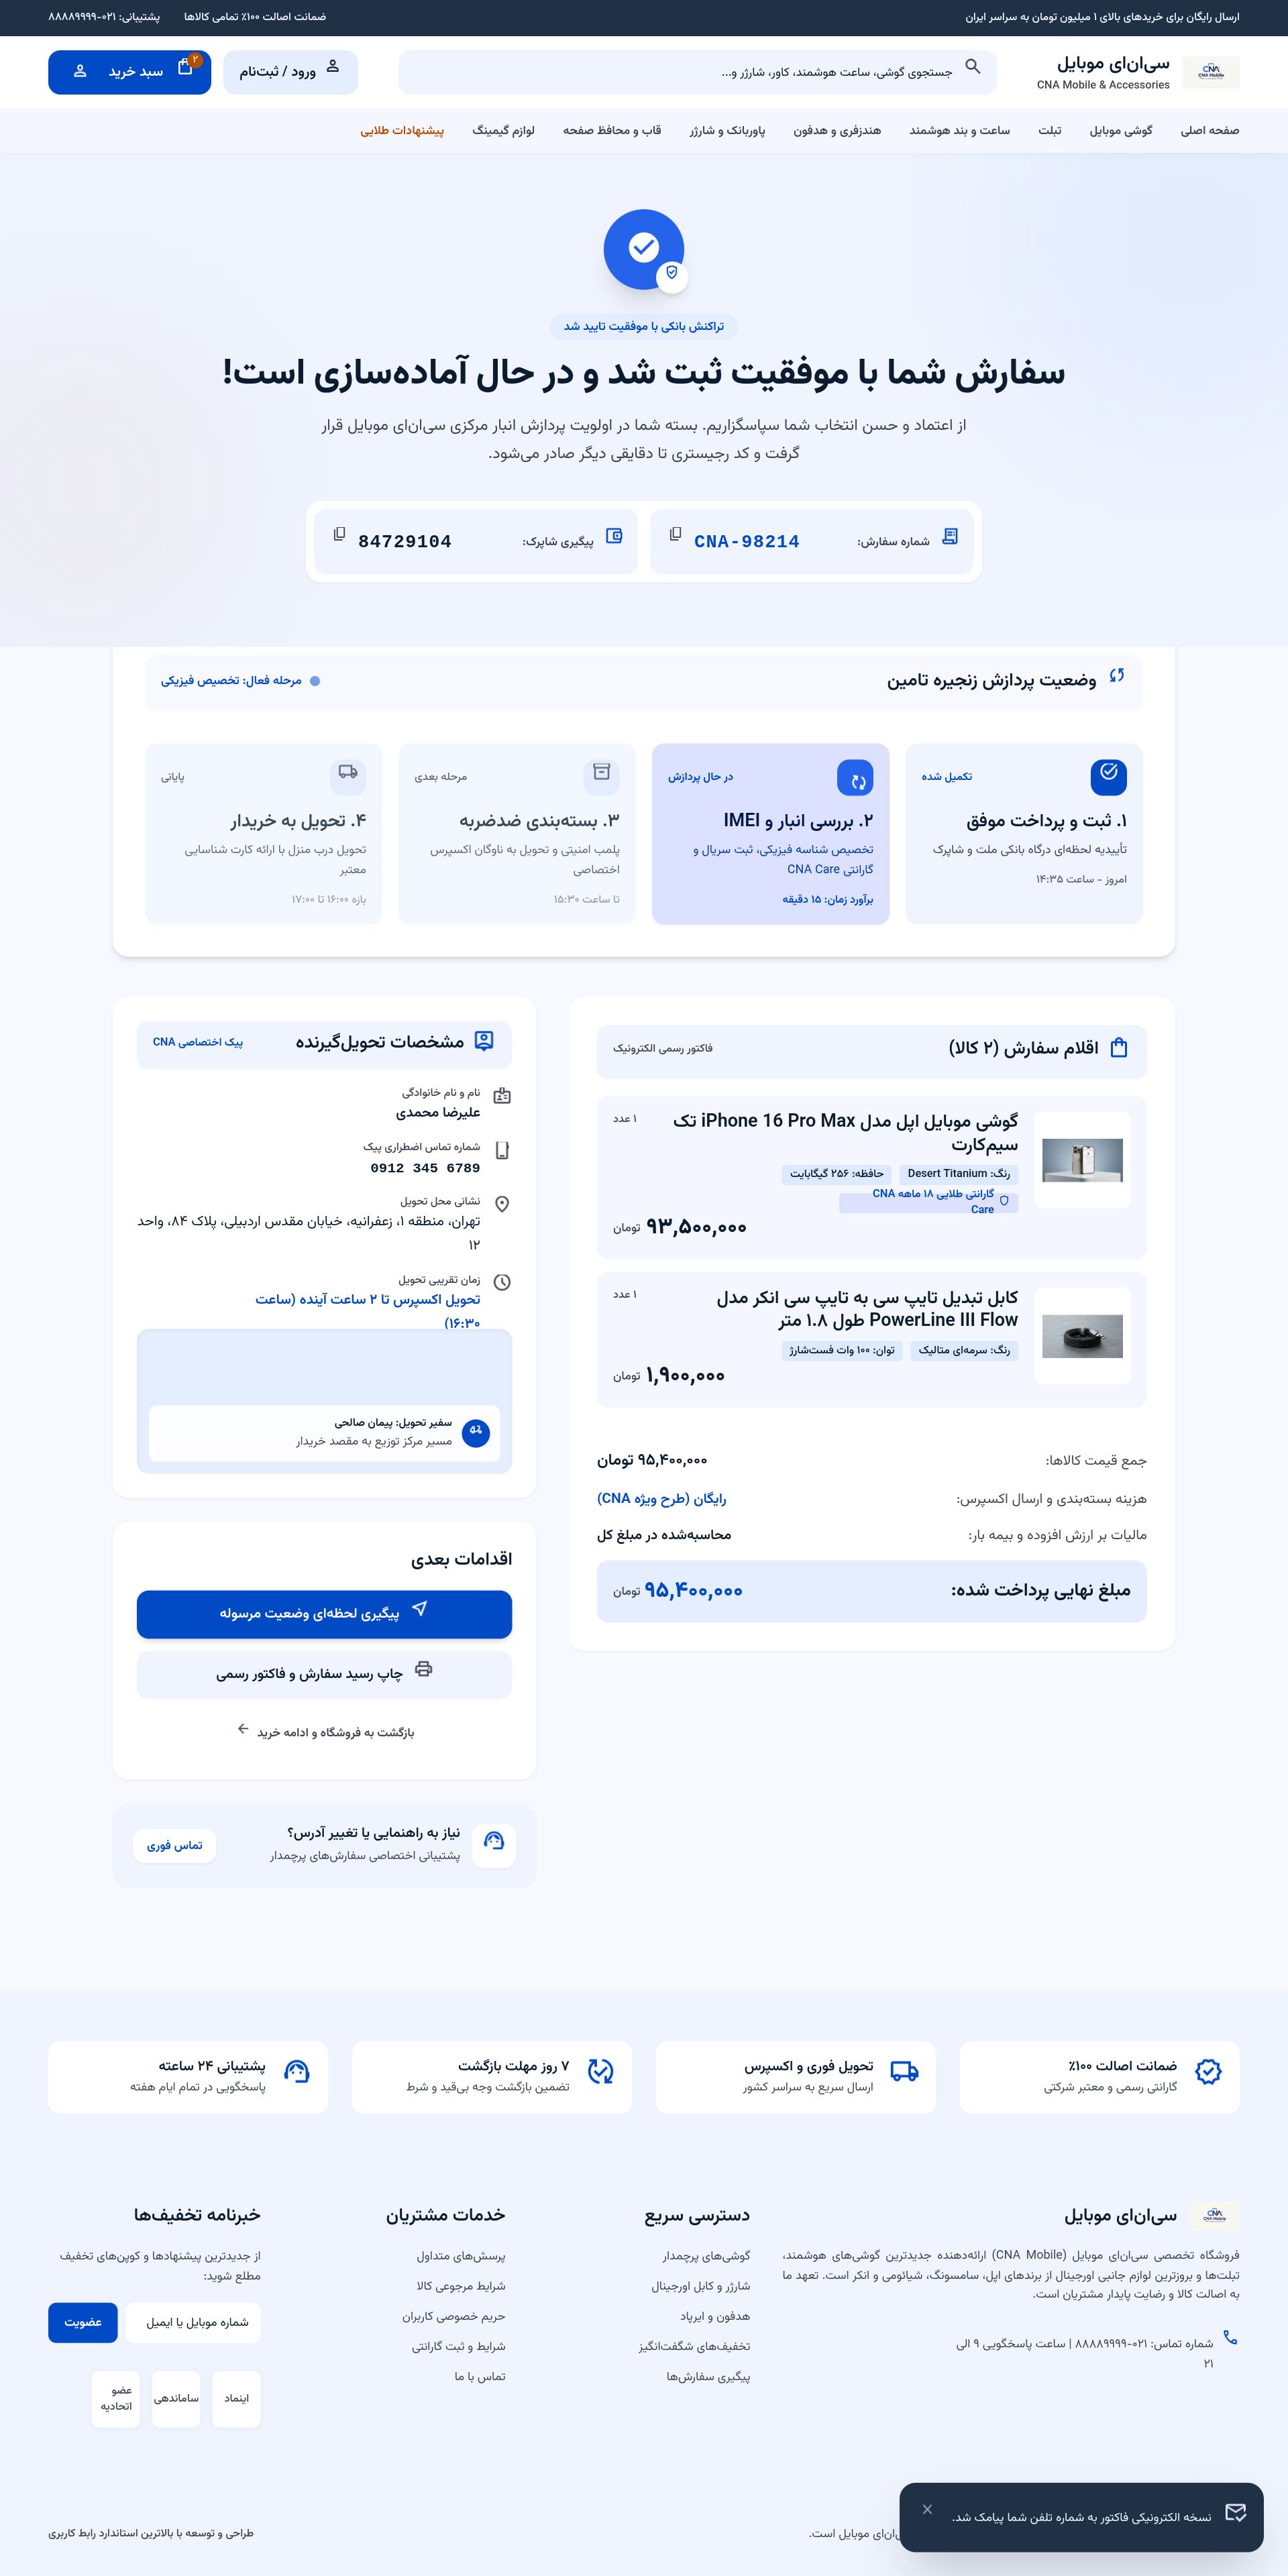 ارسال رایگان برای خریدهای بالای ۱ میلیون تومان به سراسر ایران
ضمانت اصالت ۱۰۰٪ تمامی کالاها
پشتیبانی: ۰۲۱-۸۸۸۸۹۹۹۹
CNA
CNA Mobile
سی‌ان‌ای موبایل
CNA Mobile & Accessories
جستجوی گوشی، ساعت هوشمند، کاور، شارژر و...
ورود / ثبت‌نام
۲
سبد خرید
صفحه اصلی
گوشی موبایل
تبلت
ساعت و بند هوشمند
هندزفری و هدفون
پاوربانک و شارژر
قاب و محافظ صفحه
لوازم گیمینگ
پیشنهادات طلایی
تراکنش بانکی با موفقیت تایید شد
سفارش شما با موفقیت ثبت شد و در حال آماده‌سازی است!
از اعتماد و حسن انتخاب شما سپاسگزاریم. بسته شما در اولویت پردازش انبار مرکزی سی‌ان‌ای موبایل قرار
گرفت و کد رجیستری تا دقایقی دیگر صادر می‌شود.
شماره سفارش:
CNA-98214
پیگیری شاپرک:
84729104
وضعیت پردازش زنجیره تامین
مرحله فعال: تخصیص فیزیکی
تکمیل شده
۱. ثبت و پرداخت موفق
تأییدیه لحظه‌ای درگاه بانکی ملت و شاپرک
امروز - ساعت ۱۴:۳۵
در حال پردازش
۲. بررسی انبار و IMEI
تخصیص شناسه فیزیکی، ثبت سریال و
گارانتی CNA Care
برآورد زمان: ۱۵ دقیقه
مرحله بعدی
۳. بسته‌بندی ضدضربه
پلمب امنیتی و تحویل به ناوگان اکسپرس
اختصاصی
تا ساعت ۱۵:۳۰
پایانی
۴. تحویل به خریدار
تحویل درب منزل با ارائه کارت شناسایی
معتبر
بازه ۱۶:۰۰ تا ۱۷:۰۰
اقلام سفارش (۲ کالا)
فاکتور رسمی الکترونیک
گوشی موبایل اپل مدل iPhone 16 Pro Max تک
سیم‌کارت
۱ عدد
رنگ: Desert Titanium
حافظه: ۲۵۶ گیگابایت
گارانتی طلایی ۱۸ ماهه CNA
Care
۹۳,۵۰۰,۰۰۰ تومان
کابل تبدیل تایپ سی به تایپ سی انکر مدل
PowerLine III Flow طول ۱.۸ متر
۱ عدد
رنگ: سرمه‌ای متالیک
توان: ۱۰۰ وات فست‌شارژ
۱,۹۰۰,۰۰۰ تومان
جمع قیمت کالاها:
۹۵,۴۰۰,۰۰۰ تومان
هزینه بسته‌بندی و ارسال اکسپرس:
رایگان (طرح ویژه CNA)
مالیات بر ارزش افزوده و بیمه بار:
محاسبه‌شده در مبلغ کل
مبلغ نهایی پرداخت شده:
۹۵,۴۰۰,۰۰۰ تومان
مشخصات تحویل‌گیرنده
پیک اختصاصی CNA
نام و نام خانوادگی
علیرضا محمدی
شماره تماس اضطراری پیک
0912 345 6789
نشانی محل تحویل
تهران، منطقه ۱، زعفرانیه، خیابان مقدس اردبیلی، پلاک ۸۴، واحد
۱۲
زمان تقریبی تحویل
تحویل اکسپرس تا ۲ ساعت آینده (ساعت
۱۶:۳۰)
سفیر تحویل: پیمان صالحی
مسیر مرکز توزیع به مقصد خریدار
اقدامات بعدی
پیگیری لحظه‌ای وضعیت مرسوله
چاپ رسید سفارش و فاکتور رسمی
بازگشت به فروشگاه و ادامه خرید
نیاز به راهنمایی یا تغییر آدرس؟
پشتیبانی اختصاصی سفارش‌های پرچمدار
تماس فوری
ضمانت اصالت ۱۰۰٪
گارانتی رسمی و معتبر شرکتی
تحویل فوری و اکسپرس
ارسال سریع به سراسر کشور
۷ روز مهلت بازگشت
تضمین بازگشت وجه بی‌قید و شرط
پشتیبانی ۲۴ ساعته
پاسخگویی در تمام ایام هفته
CNA
CNA Mobile
سی‌ان‌ای موبایل
فروشگاه تخصصی سی‌ان‌ای موبایل (CNA Mobile) ارائه‌دهنده جدیدترین گوشی‌های هوشمند،
تبلت‌ها و بروزترین لوازم جانبی اورجینال از برندهای اپل، سامسونگ، شیائومی و انکر است. تعهد ما
به اصالت کالا و رضایت پایدار مشتریان است.
شماره تماس: ۰۲۱-۸۸۸۸۹۹۹۹ | ساعت پاسخگویی ۹ الی
۲۱
دسترسی سریع
گوشی‌های پرچمدار
شارژر و کابل اورجینال
هدفون و ایرپاد
تخفیف‌های شگفت‌انگیز
پیگیری سفارش‌ها
خدمات مشتریان
پرسش‌های متداول
شرایط مرجوعی کالا
حریم خصوصی کاربران
شرایط و ثبت گارانتی
تماس با ما
خبرنامه تخفیف‌ها
از جدیدترین پیشنهادها و کوپن‌های تخفیف
مطلع شوید:
شماره موبایل یا ایمیل
عضویت
اینماد
ساماندهی
عضو
اتحادیه
نسخه الکترونیکی فاکتور به شماره تلفن شما پیامک شد.
ی‌ان‌ای موبایل است.
طراحی و توسعه با بالاترین استاندارد رابط کاربری